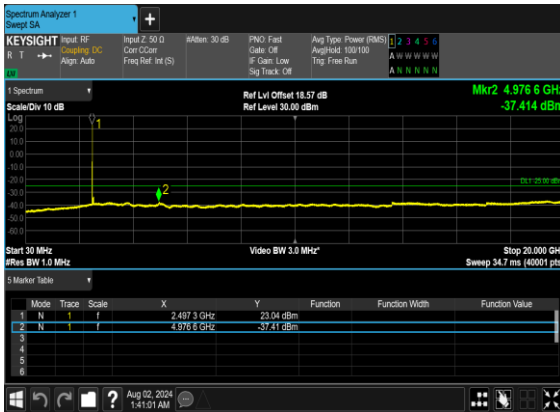 Spectrum Analyzer 1
Swept SA
+
KEYSIGHT
R T
LNI
Input: RF
Coupling: DC
Align: Auto
Input Z: 50 Ω
Corr CCorr
Freq Ref: Int (S)
#Atten: 30 dB
PNO: Fast
Gate: Off
IF Gain: Low
Sig Track: Off
Avg Type: Power (RMS)
Avg|Hold: 100/100
Trig: Free Run
1 2 3 4 5 6
A W W W W W
A N N N N N
1 Spectrum
Scale/Div 10 dB
Ref Lvl Offset 18.57 dB
Ref Level 30.00 dBm
Mkr2 4.976 6 GHz
-37.414 dBm
Log
20.0
10.0
0.00
-10.0
-20.0
-30.0
-40.0
-50.0
-60.0
1
2
DL1 -25.00 dBm
Start 30 MHz
#Res BW 1.0 MHz
Video BW 3.0 MHz*
Stop 20.000 GHz
Sweep 34.7 ms (40001 pts)
5 Marker Table
Mode Trace Scale X Y Function Function Width Function Value
1 N 1 f 2.497 3 GHz 23.04 dBm
2 N 1 f 4.976 6 GHz -37.41 dBm
3
4
5
6
?
Aug 02, 2024
1:41:01 AM